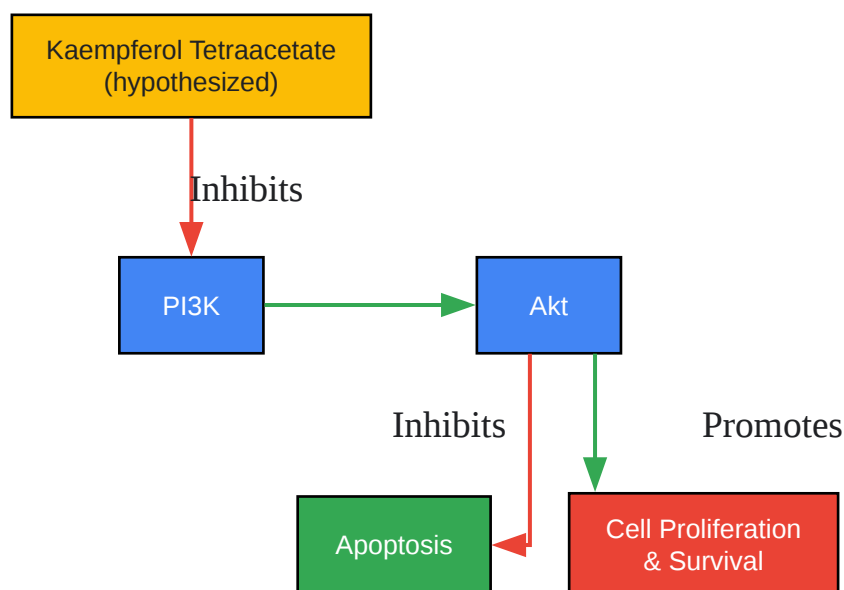 Kaempferol Tetraacetate
(hypothesized)
Inhibits
PI3K
Akt
Inhibits
Promotes
Apoptosis
Cell Proliferation
& Survival